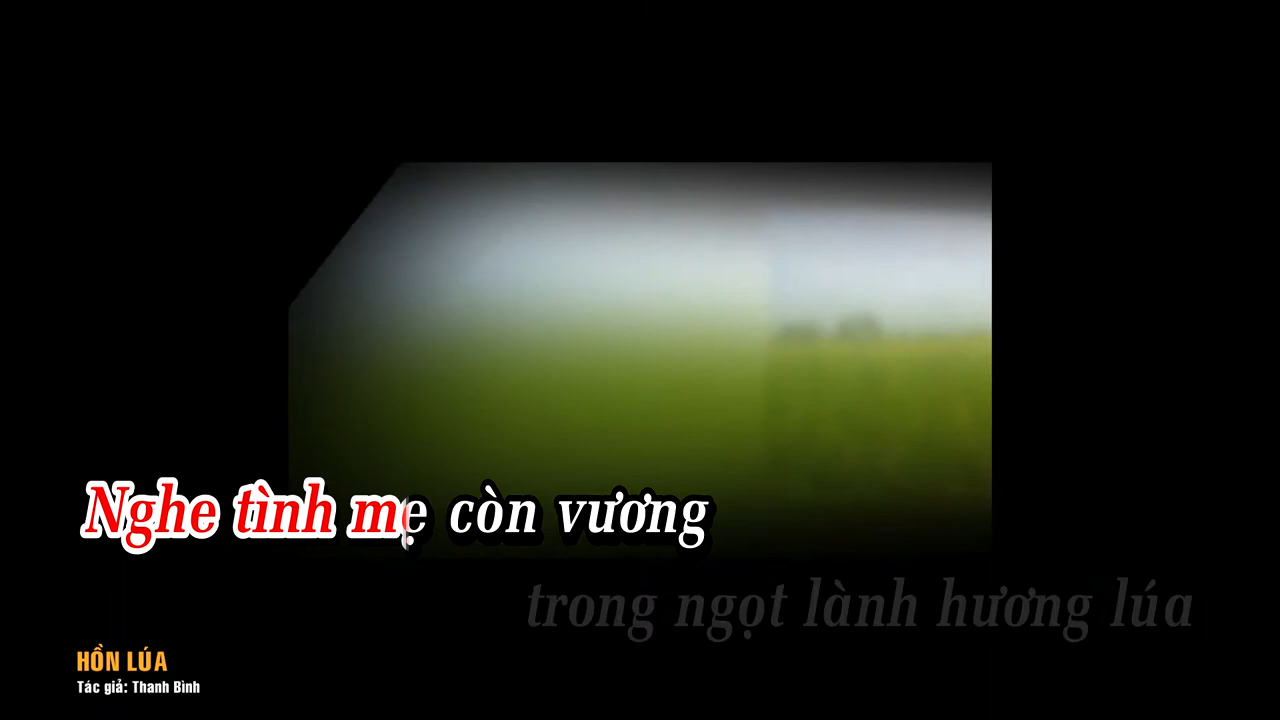 Nghe tình mẹ còn vương
trong ngọt lành hương lúa
HỒN LÚA
Tác giả: Thanh Bình